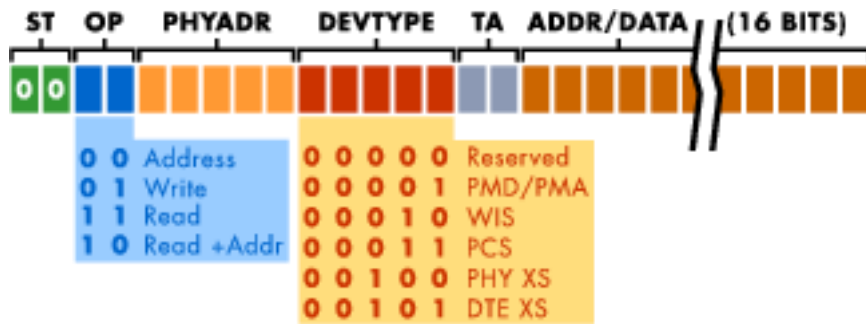 ST OP PHYADR DEVTYPE TA ADDR/DATA (16 BITS)
0 0
0 0 Address
0 1 Write
1 1 Read
1 0 Read +Addr
0 0 0 0 0 Reserved
0 0 0 0 1 PMD/PMA
0 0 0 1 0 WIS
0 0 0 1 1 PCS
0 0 1 0 0 PHY XS
0 0 1 0 1 DTE XS